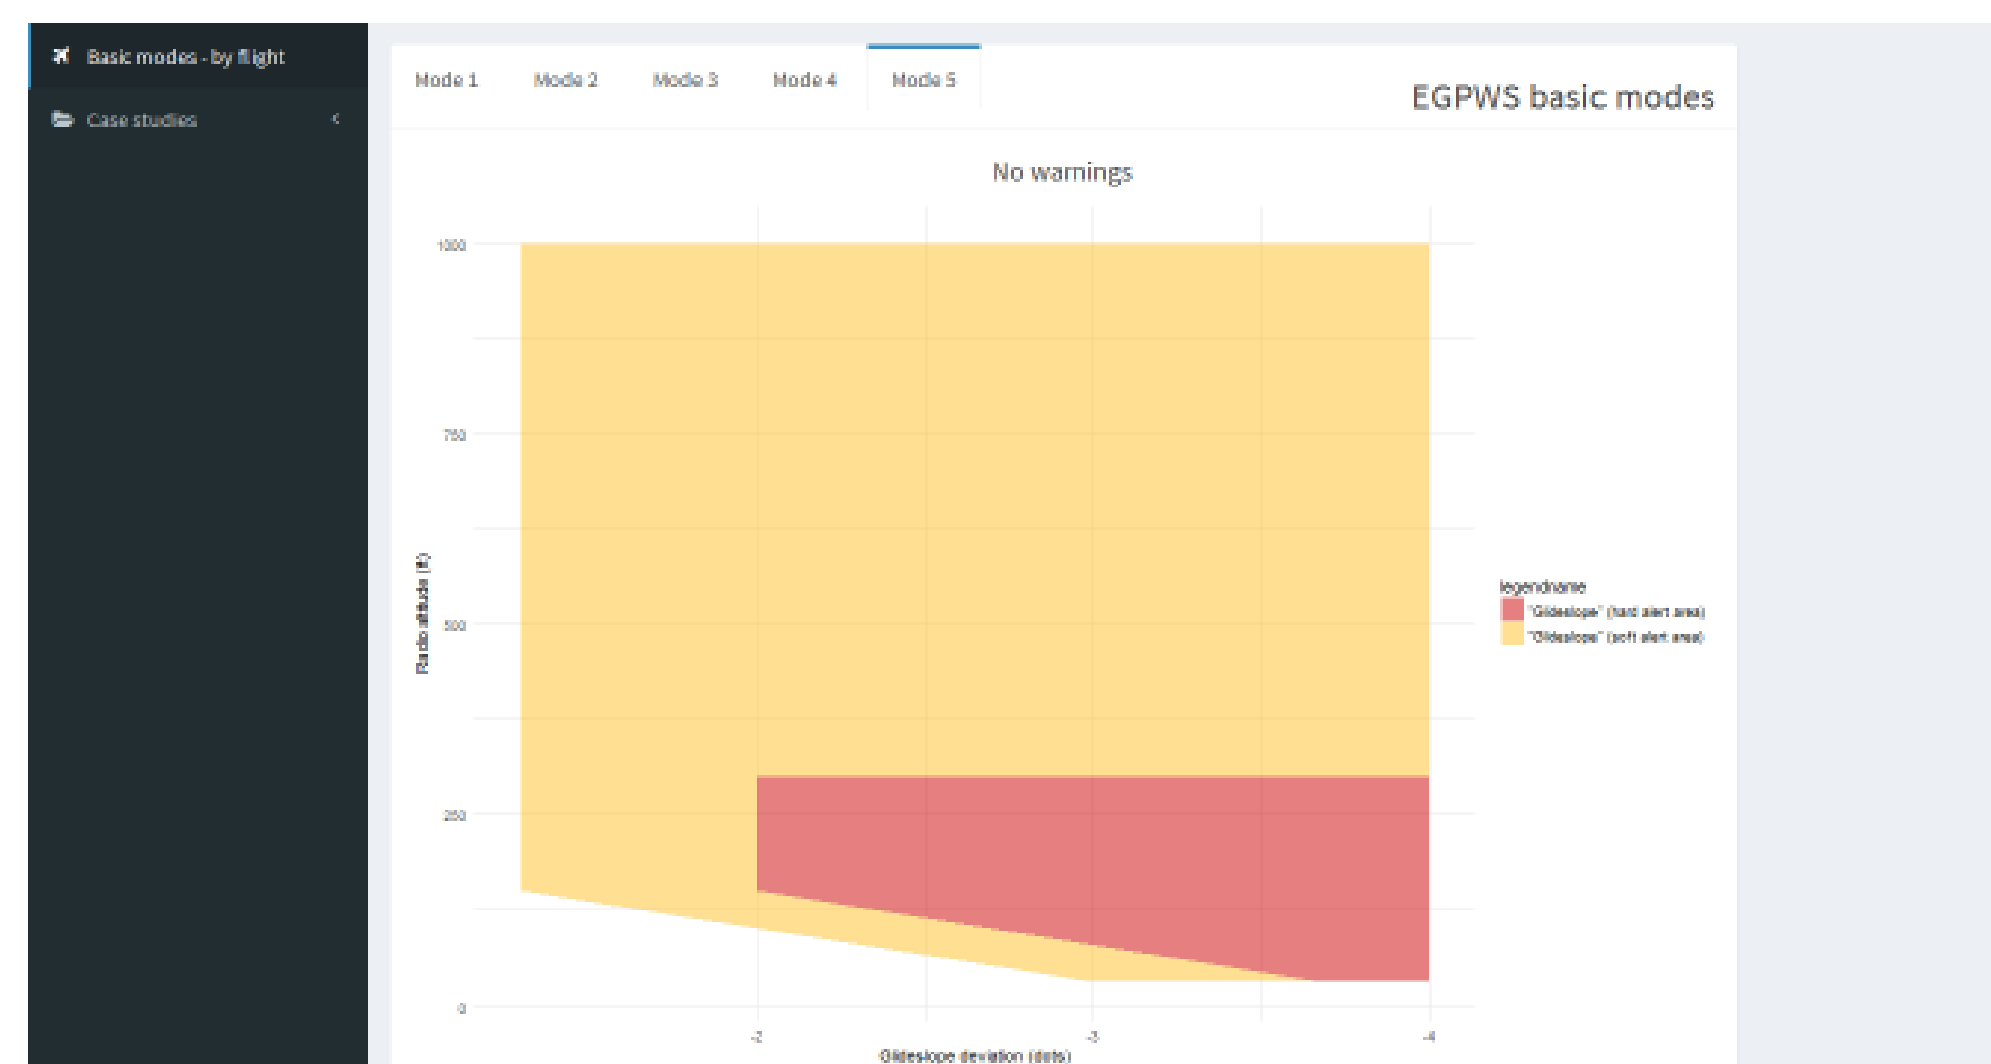 Basic modes - by flight
Case studies
Mode 1 Mode 2 Mode 3 Mode 4 Mode 5
EGPWS basic modes
No warnings
1000
750
500
250
0
Radio altitude (ft)
-2 -3 -4
Glideslope deviation (dots)
legendname
"Glideslope" (hard alert area)
"Glideslope" (soft alert area)